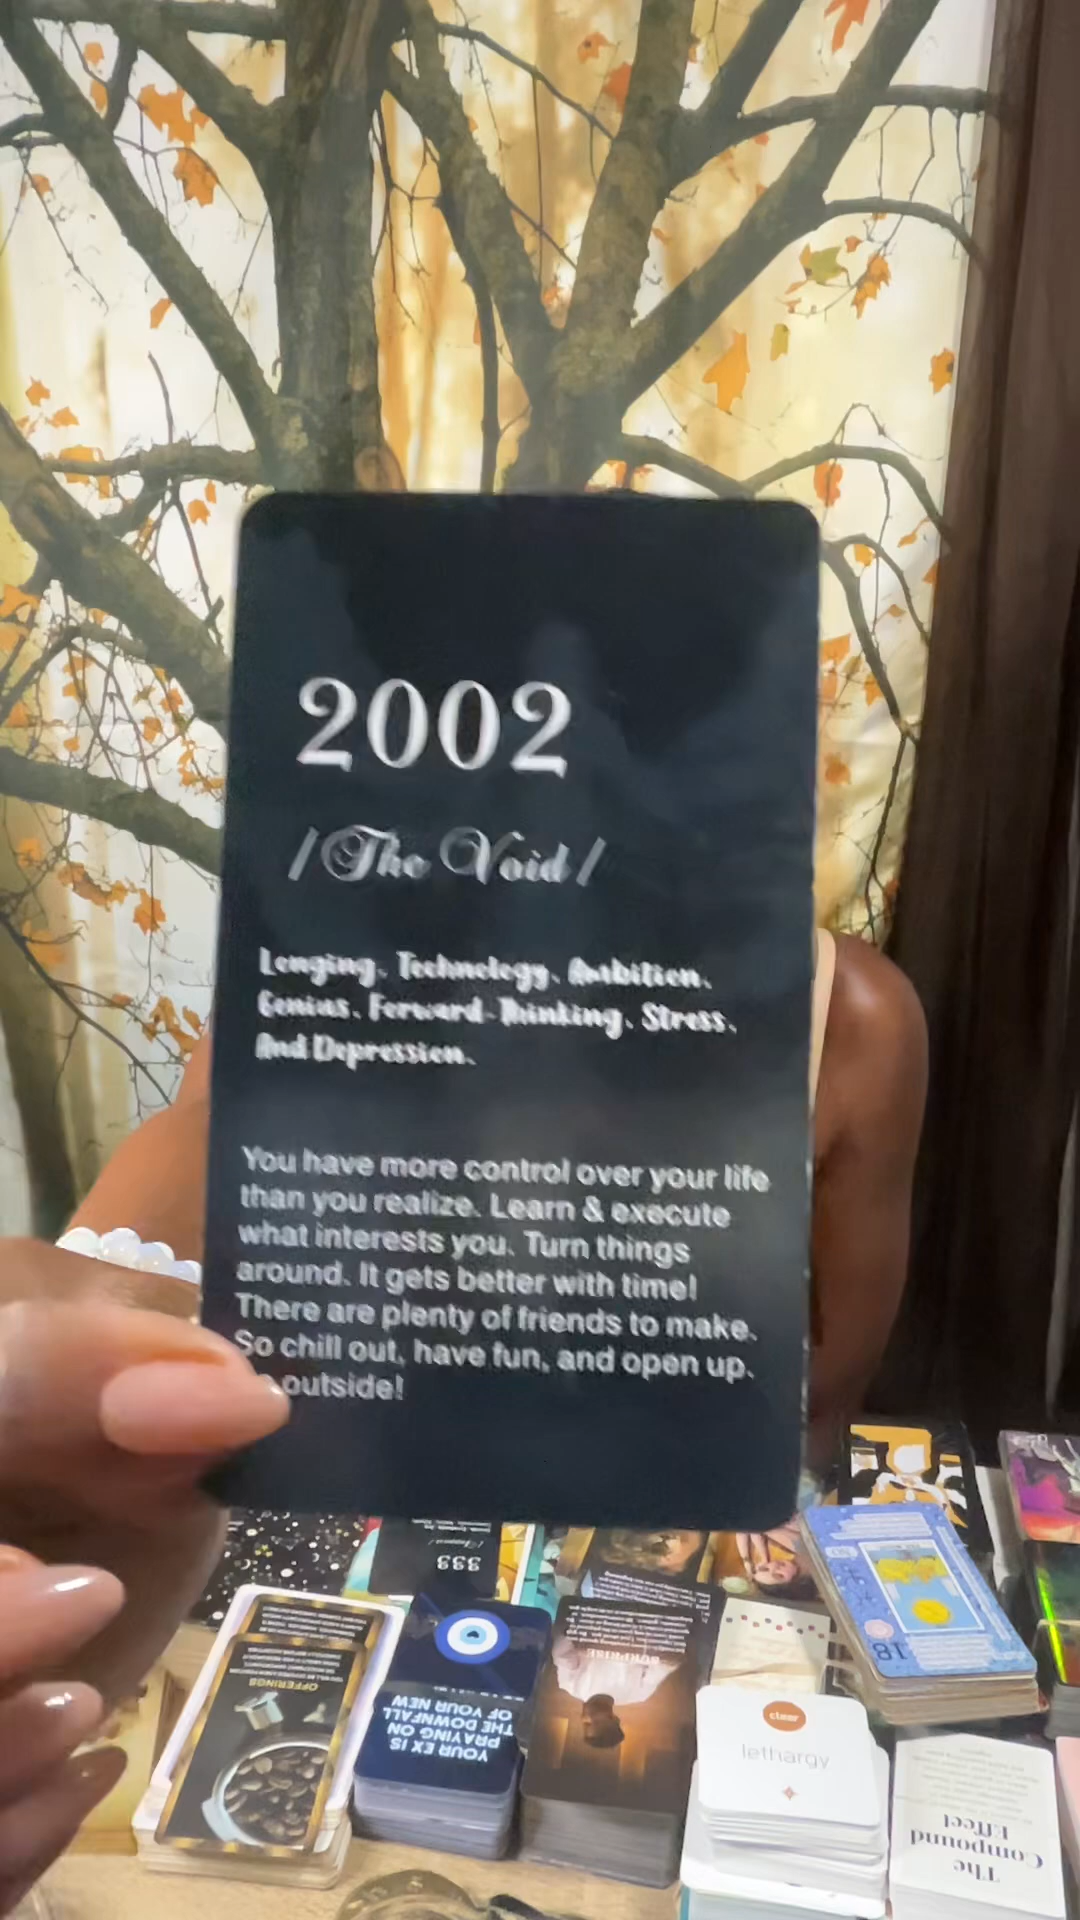 2002
/The Void/
Longing. Technology. Ambition.
Genius. Forward-Thinking. Stress.
And Depression.
You have more control over your life
than you realize. Learn & execute
what interests you. Turn things
around. It gets better with time!
There are plenty of friends to make.
So chill out, have fun, and open up.
outside!
333
OFFERINGS
YOUR EX IS
PRAYING ON
THE DOWNFALL
OF YOUR NEW
SURPRISE
18
clear
lethargy
The
Compound
Effect